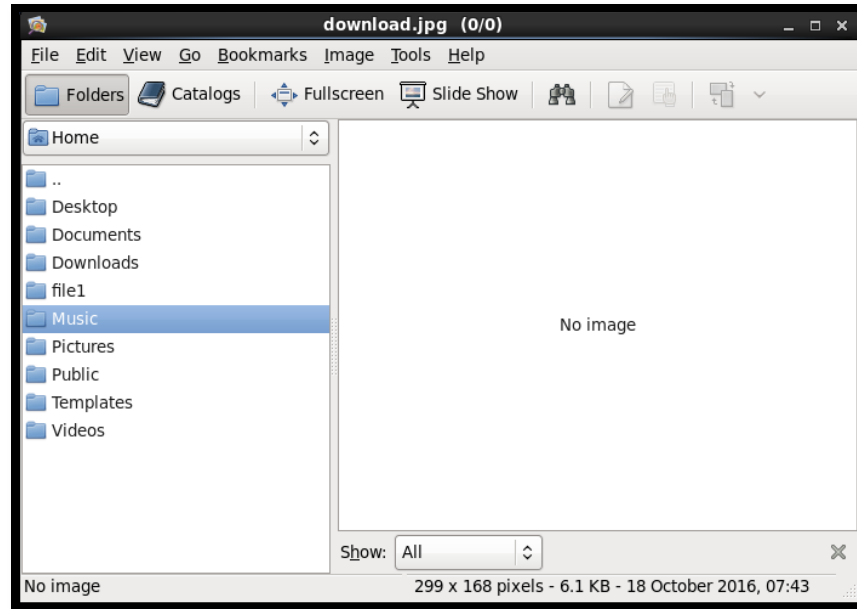 download.jpg (0/0)
File Edit View Go Bookmarks Image Tools Help
Folders Catalogs Fullscreen Slide Show
Home
..
Desktop
Documents
Downloads
file1
Music
Pictures
Public
Templates
Videos
No image
Show: All
No image 299 x 168 pixels - 6.1 KB - 18 October 2016, 07:43